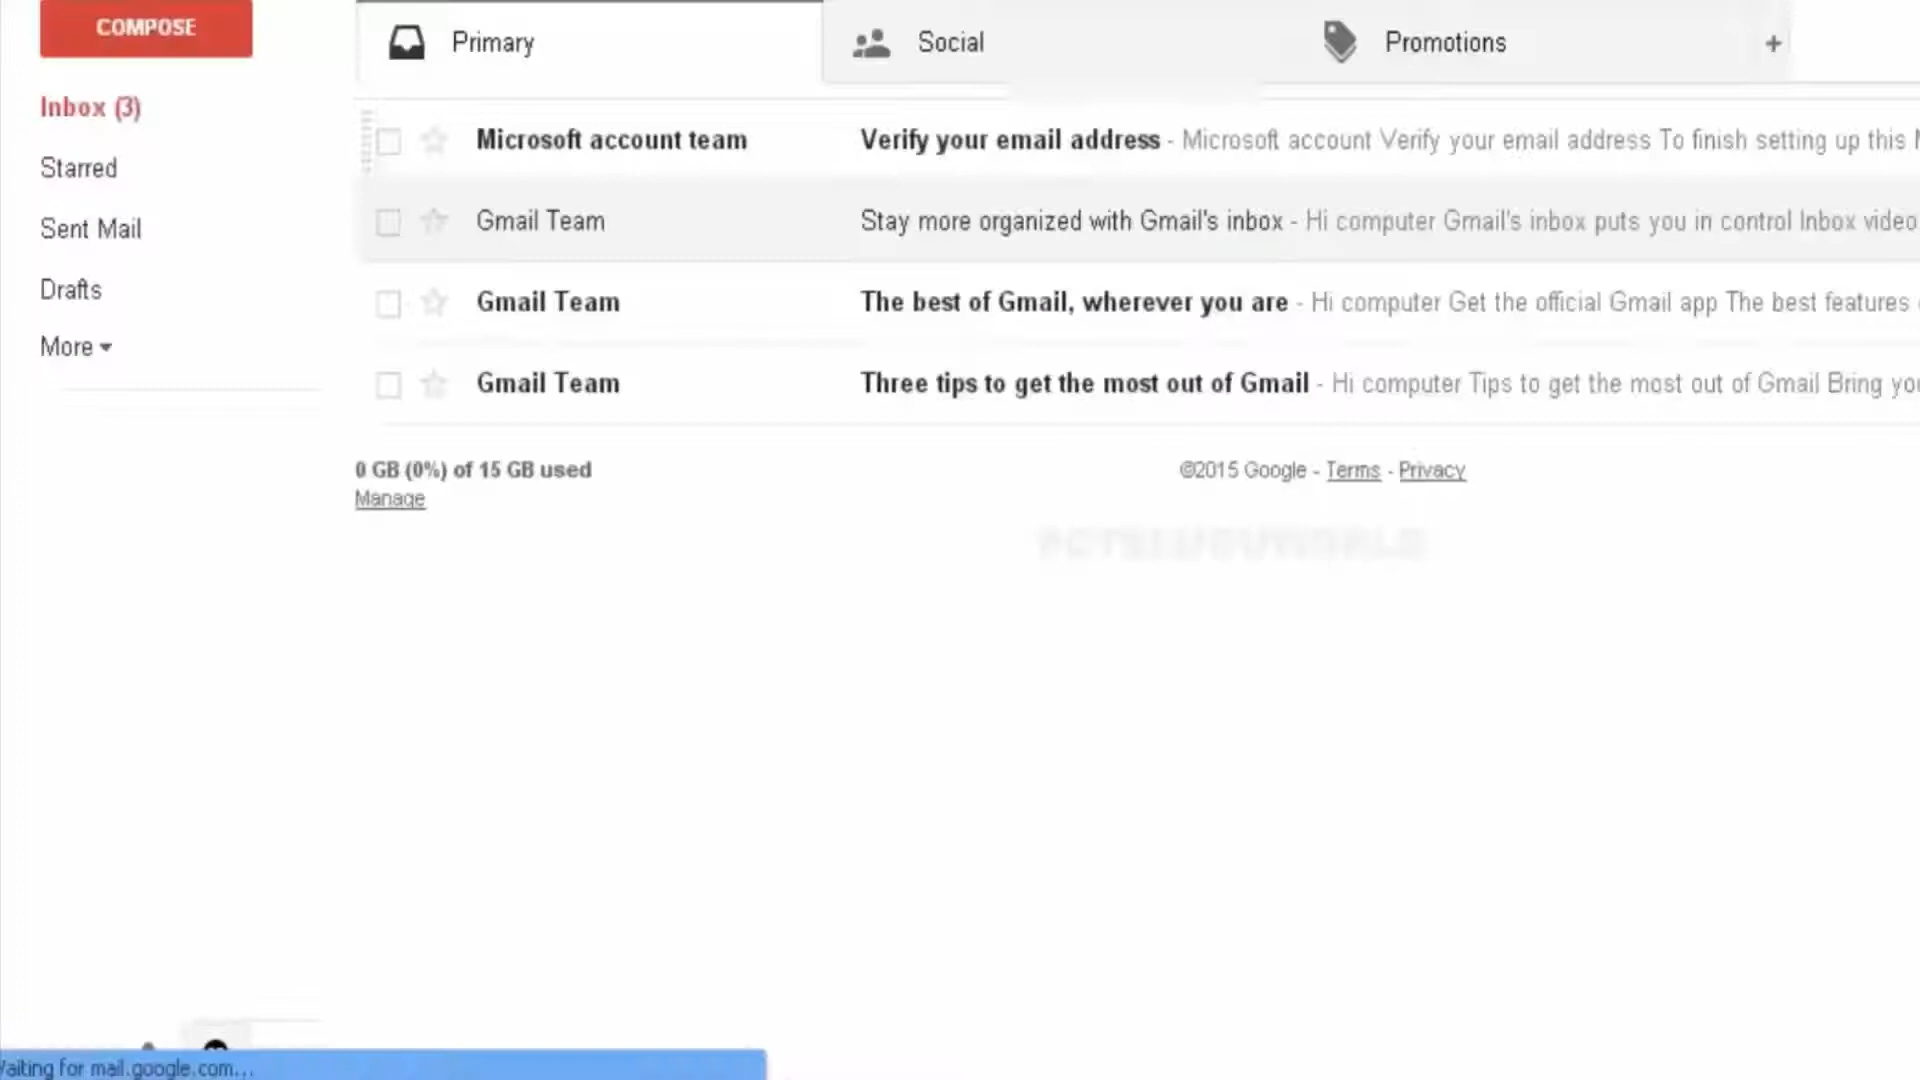 COMPOSE
Primary
Social
Promotions
+
Inbox (3)
Starred
Sent Mail
Drafts
More
Microsoft account team Verify your email address - Microsoft account Verify your email address To finish setting up this
Gmail Team Stay more organized with Gmail's inbox - Hi computer Gmail's inbox puts you in control Inbox video
Gmail Team The best of Gmail, wherever you are - Hi computer Get the official Gmail app The best features
Gmail Team Three tips to get the most out of Gmail - Hi computer Tips to get the most out of Gmail Bring
0 GB (0%) of 15 GB used
Manage
©2015 Google - Terms - Privacy
Waiting for mail.google.com...